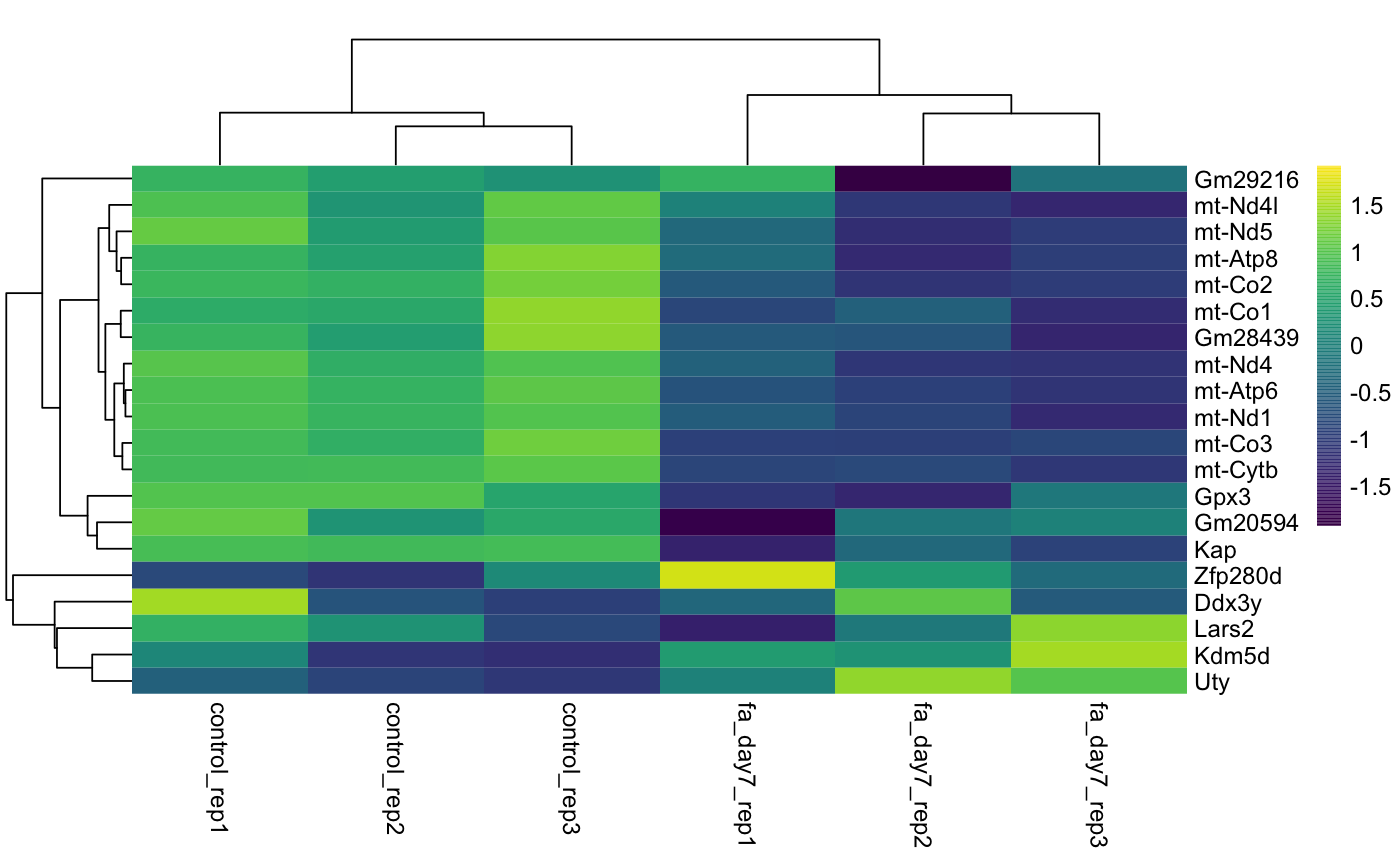 Gm29216
mt-Nd4l
mt-Nd5
mt-Atp8
mt-Co2
mt-Co1
Gm28439
mt-Nd4
mt-Atp6
mt-Nd1
mt-Co3
mt-Cytb
Gpx3
Gm20594
Kap
Zfp280d
Ddx3y
Lars2
Kdm5d
Uty
1.5
1
0.5
0
-0.5
-1
-1.5
control_rep1
control_rep2
control_rep3
fa_day7_rep1
fa_day7_rep2
fa_day7_rep3